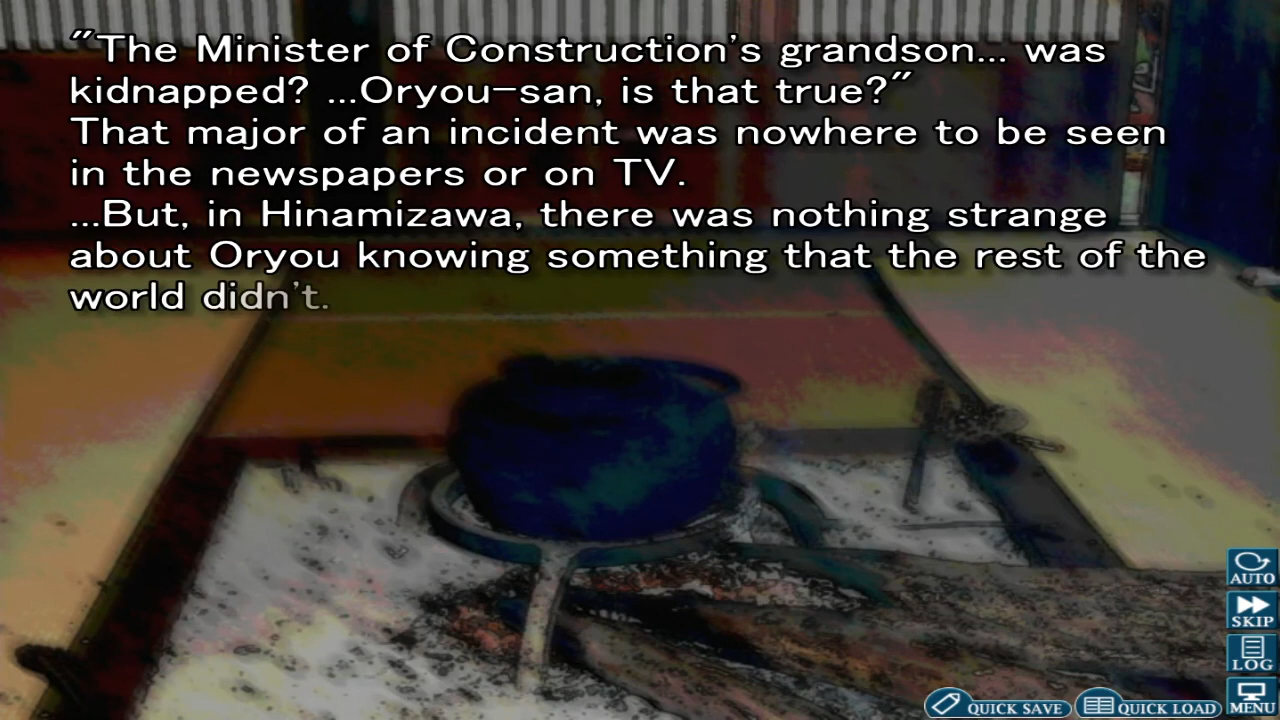 "The Minister of Construction's grandson... was
kidnapped? ...Oryou-san, is that true?"
That major of an incident was nowhere to be seen
in the newspapers or on TV.
...But, in Hinamizawa, there was nothing strange
about Oryou knowing something that the rest of the
world didn't.
AUTO
SKIP
LOG
MENU
QUICK SAVE
QUICK LOAD